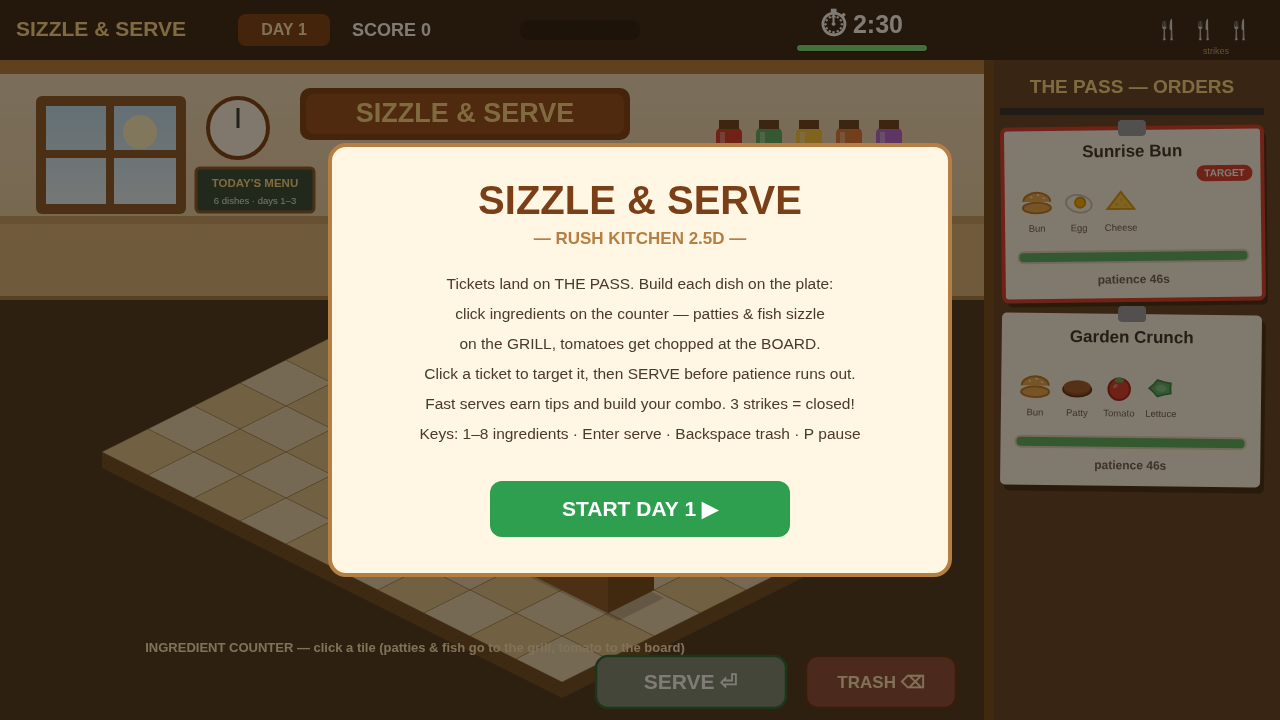 SIZZLE & SERVE
DAY 1
SCORE 0
⏱ 2:30
strikes
SIZZLE & SERVE
TODAY'S MENU
6 dishes · days 1–3
THE PASS — ORDERS
Sunrise Bun
TARGET
Bun Egg Cheese
patience 46s
Garden Crunch
Bun Patty Tomato Lettuce
patience 46s
SIZZLE & SERVE
— RUSH KITCHEN 2.5D —
Tickets land on THE PASS. Build each dish on the plate:
click ingredients on the counter — patties & fish sizzle
on the GRILL, tomatoes get chopped at the BOARD.
Click a ticket to target it, then SERVE before patience runs out.
Fast serves earn tips and build your combo. 3 strikes = closed!
Keys: 1–8 ingredients · Enter serve · Backspace trash · P pause
START DAY 1 ▶
INGREDIENT COUNTER — click a tile (patties & fish go to the grill, tomato to the board)
SERVE ⏎
TRASH ⌫